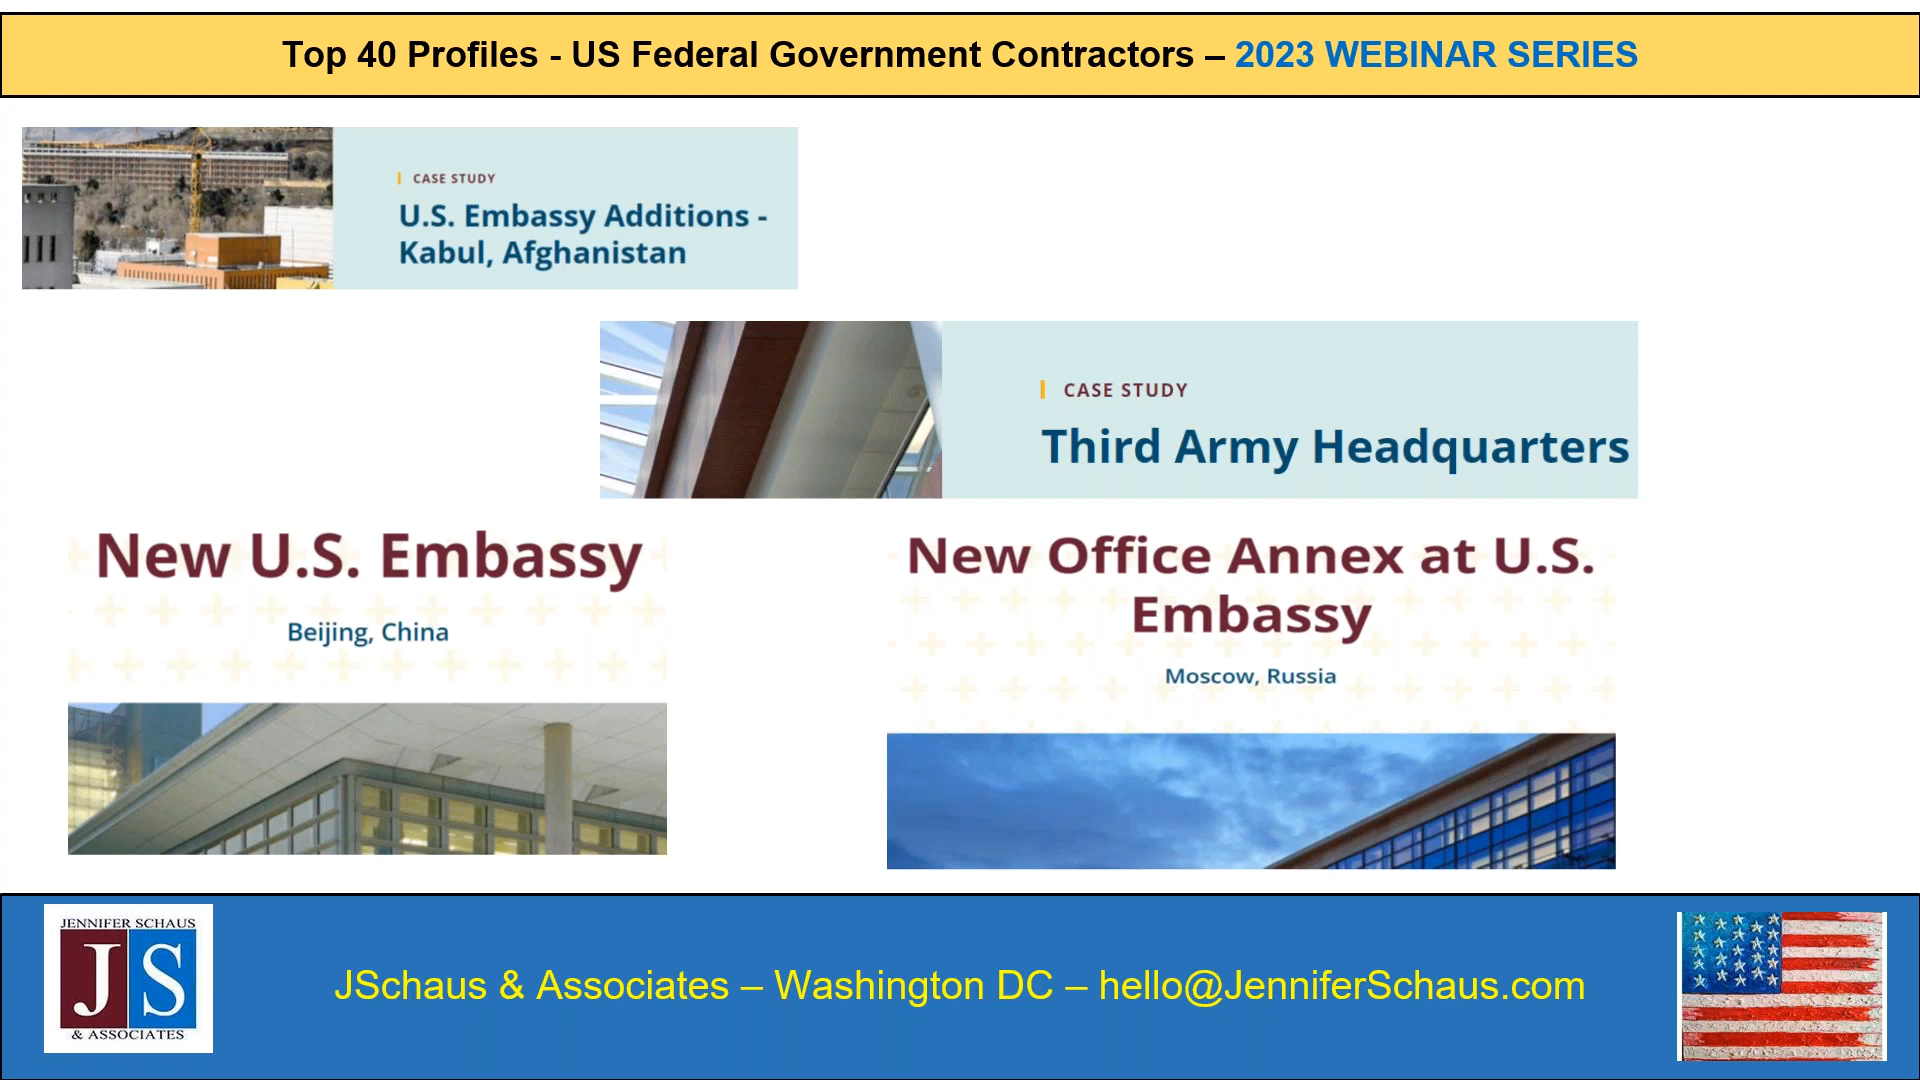 Top 40 Profiles - US Federal Government Contractors – 2023 WEBINAR SERIES
CASE STUDY
U.S. Embassy Additions -
Kabul, Afghanistan
CASE STUDY
Third Army Headquarters
New U.S. Embassy
Beijing, China
New Office Annex at U.S.
Embassy
Moscow, Russia
JENNIFER SCHAUS
JS
& ASSOCIATES
JSchaus & Associates – Washington DC – hello@JenniferSchaus.com